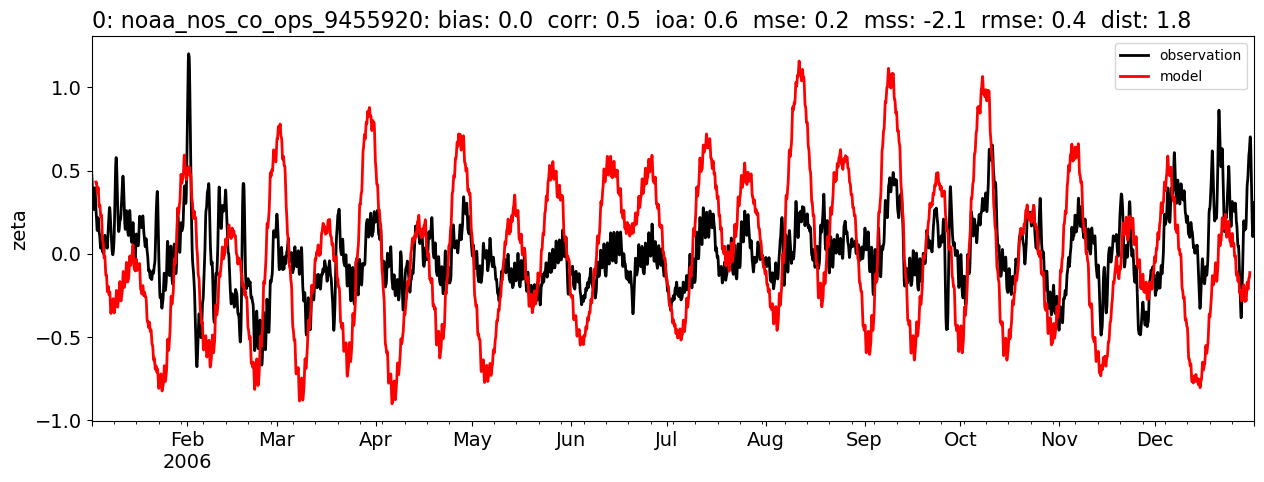 0: noaa_nos_co_ops_9455920: bias: 0.0  corr: 0.5  ioa: 0.6  mse: 0.2  mss: -2.1  rmse: 0.4  dist: 1.8
observation
model
1.0
0.5
0.0
−0.5
−1.0
zeta
Feb Mar Apr May Jun Jul Aug Sep Oct Nov Dec
2006